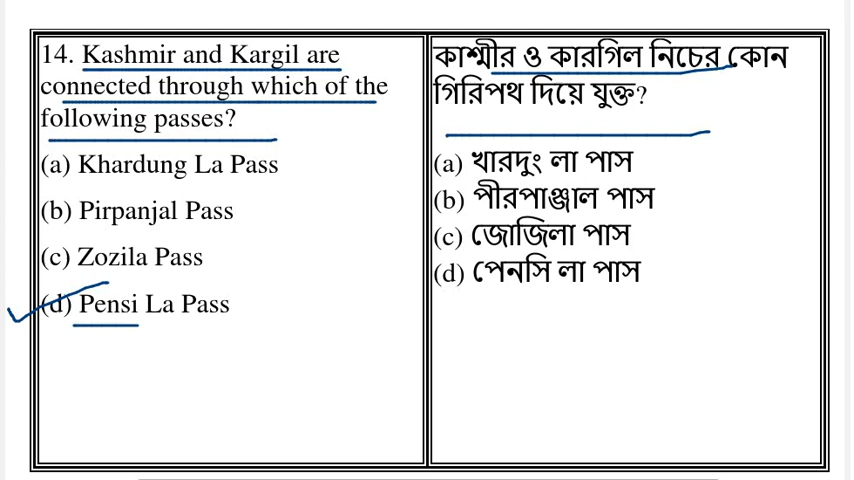 14. Kashmir and Kargil are
connected through which of the
following passes?
(a) Khardung La Pass
(b) Pirpanjal Pass
(c) Zozila Pass
(d) Pensi La Pass
কাশ্মীর ও কারগিল নিচের কোন
গিরিপথ দিয়ে যুক্ত?
(a) খারদুং লা পাস
(b) পীরপাঞ্জাল পাস
(c) জোজিলা পাস
(d) পেনসি লা পাস